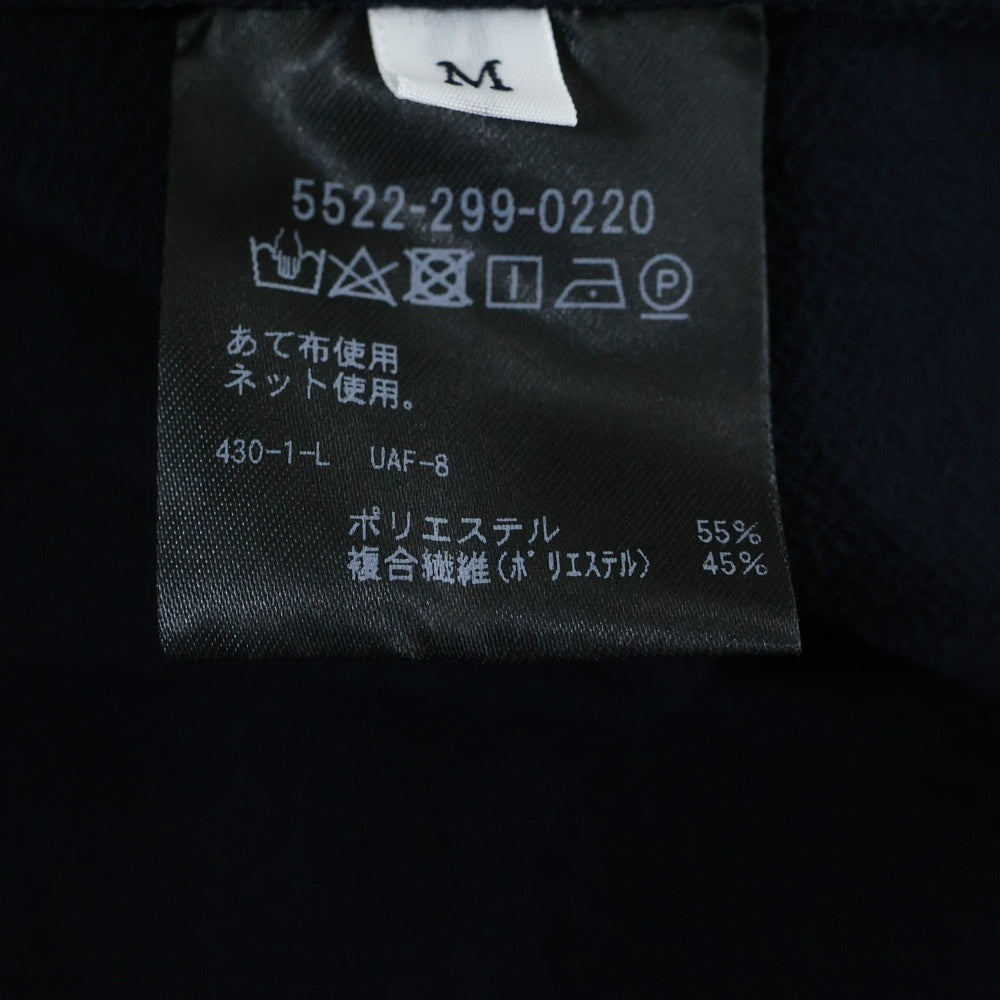 M
5522-299-0220
P
あて布使用
ネット使用。
430-1-L UAF-8
ポリエステル 55%
複合繊維(ポリエステル) 45%